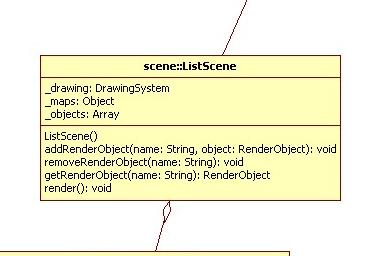 scene::ListScene
_drawing: DrawingSystem
_maps: Object
_objects: Array
ListScene()
addRenderObject(name: String, object: RenderObject): void
removeRenderObject(name: String): void
getRenderObject(name: String): RenderObject
render(): void